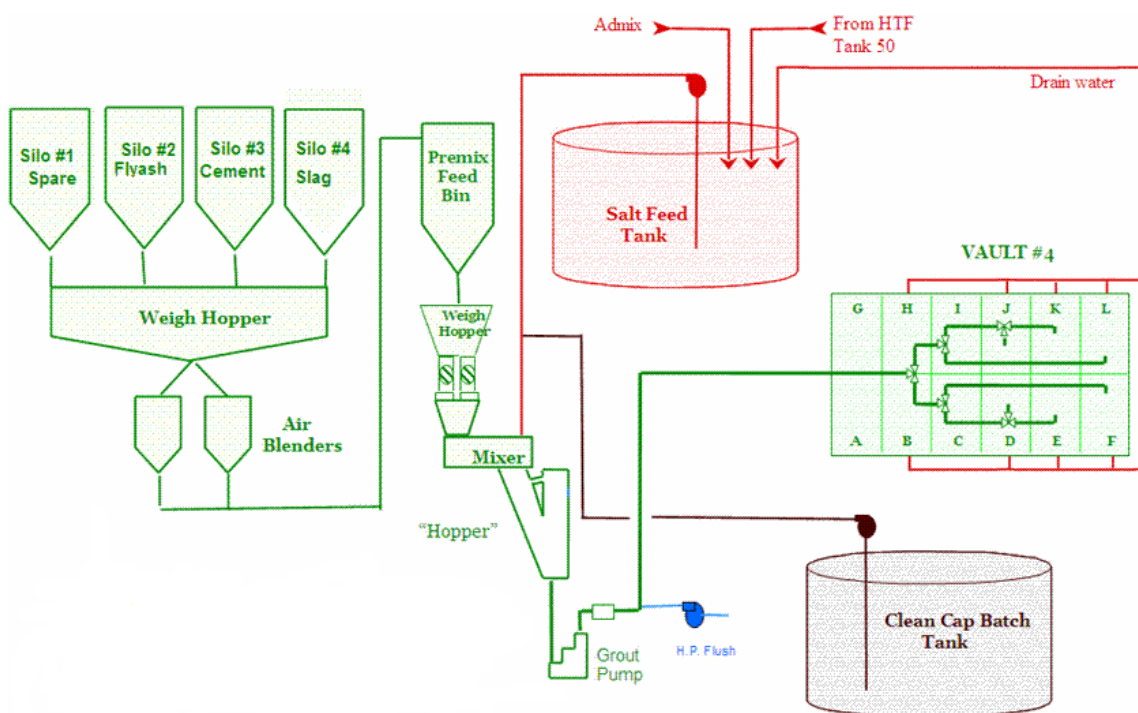 Admix
From HTF
Tank 50
Drain water
Silo #1
Spare
Silo #2
Flyash
Silo #3
Cement
Silo #4
Slag
Premix
Feed
Bin
Salt Feed
Tank
VAULT #4
Weigh Hopper
Weigh
Hopper
G H I J K L
A B C D E F
Air
Blenders
Mixer
"Hopper"
Clean Cap Batch
Tank
Grout
Pump
H.P. Flush